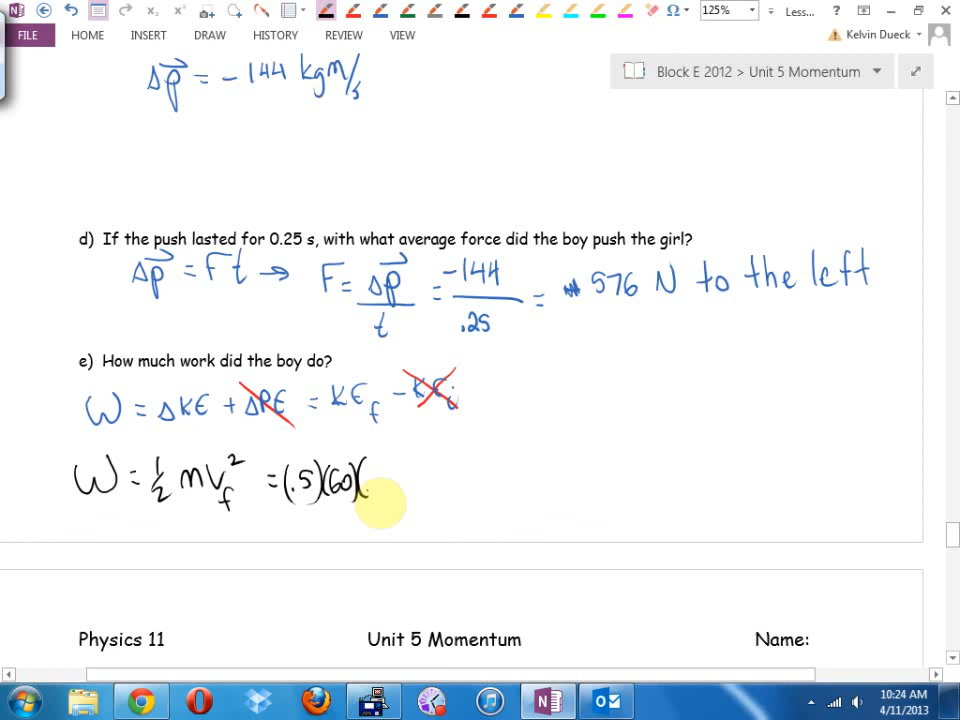 125% Less... ?
FILE HOME INSERT DRAW HISTORY REVIEW VIEW Kelvin Dueck
Block E 2012 > Unit 5 Momentum
Δp = -144 kgm/s
d) If the push lasted for 0.25 s, with what average force did the boy push the girl?
Δp = Ft → F = Δp/t = -144/.25 = 576 N to the left
e) How much work did the boy do?
W = ΔKE + ΔPE = KEf - KEi
W = 1/2 mvf² = (.5)(60)(
Physics 11 Unit 5 Momentum Name:
10:24 AM
4/11/2013